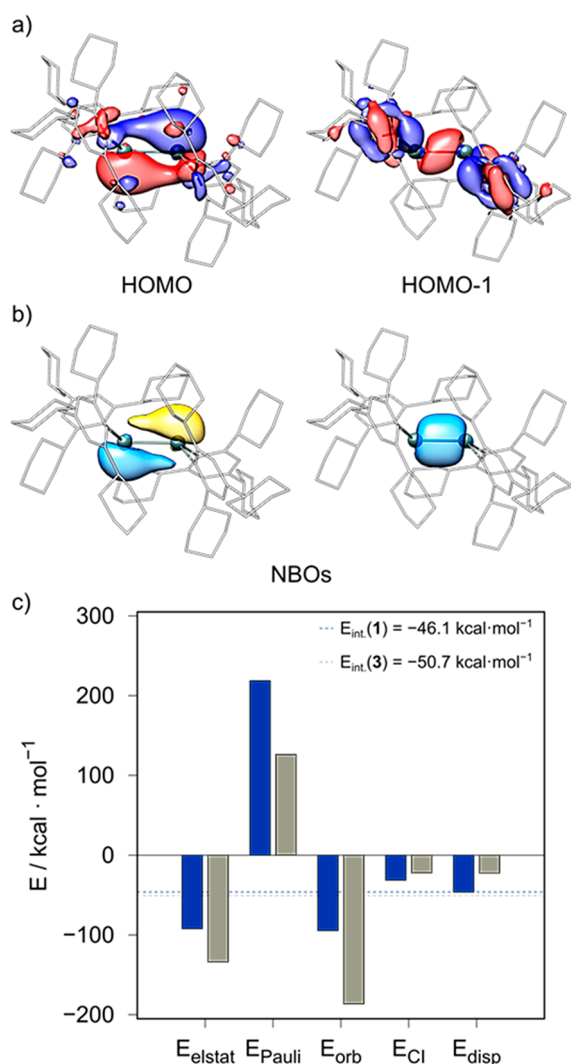 a)
HOMO HOMO-1
b)
NBOs
c)
300
200
100
0
−100
−200
E / kcal · mol⁻¹
E_int.(1) = −46.1 kcal·mol⁻¹
E_int.(3) = −50.7 kcal·mol⁻¹
E_elstat E_Pauli E_orb E_CI E_disp